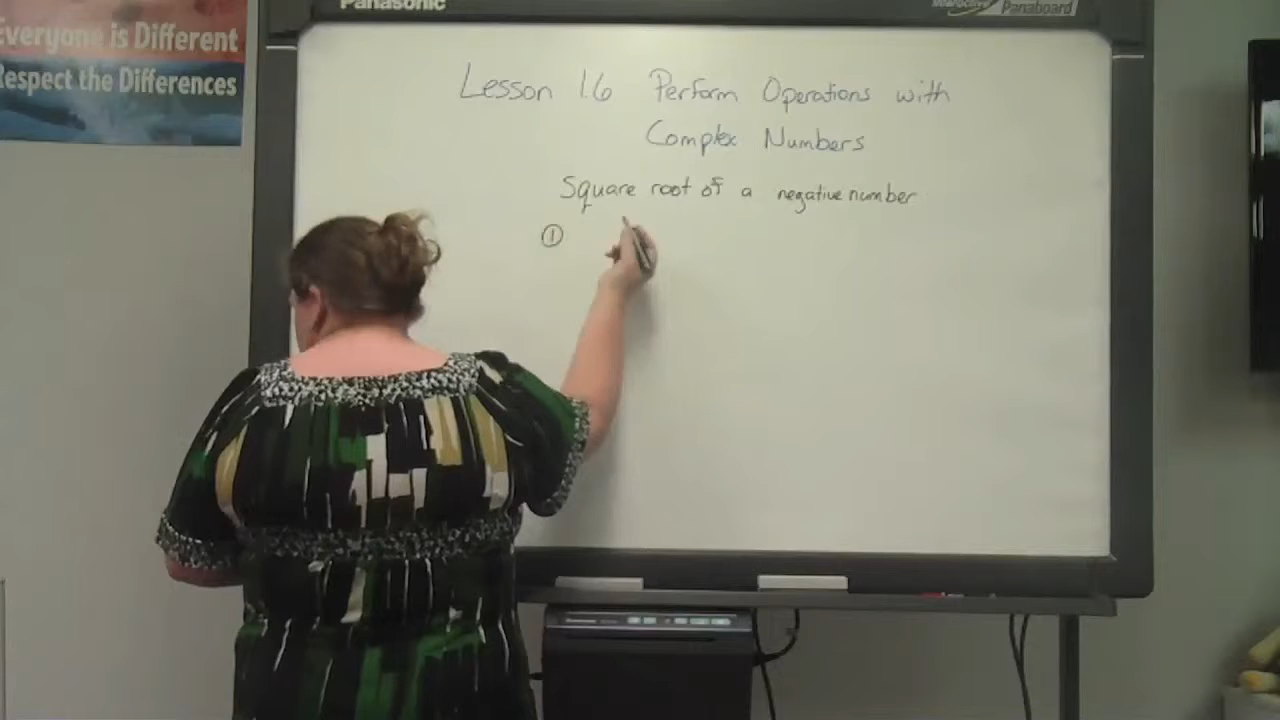 Panasonic
Panaboard
Everyone is Different
Respect the Differences
Lesson 1.6 Perform Operations with
Complex Numbers
Square root of a negative number
①